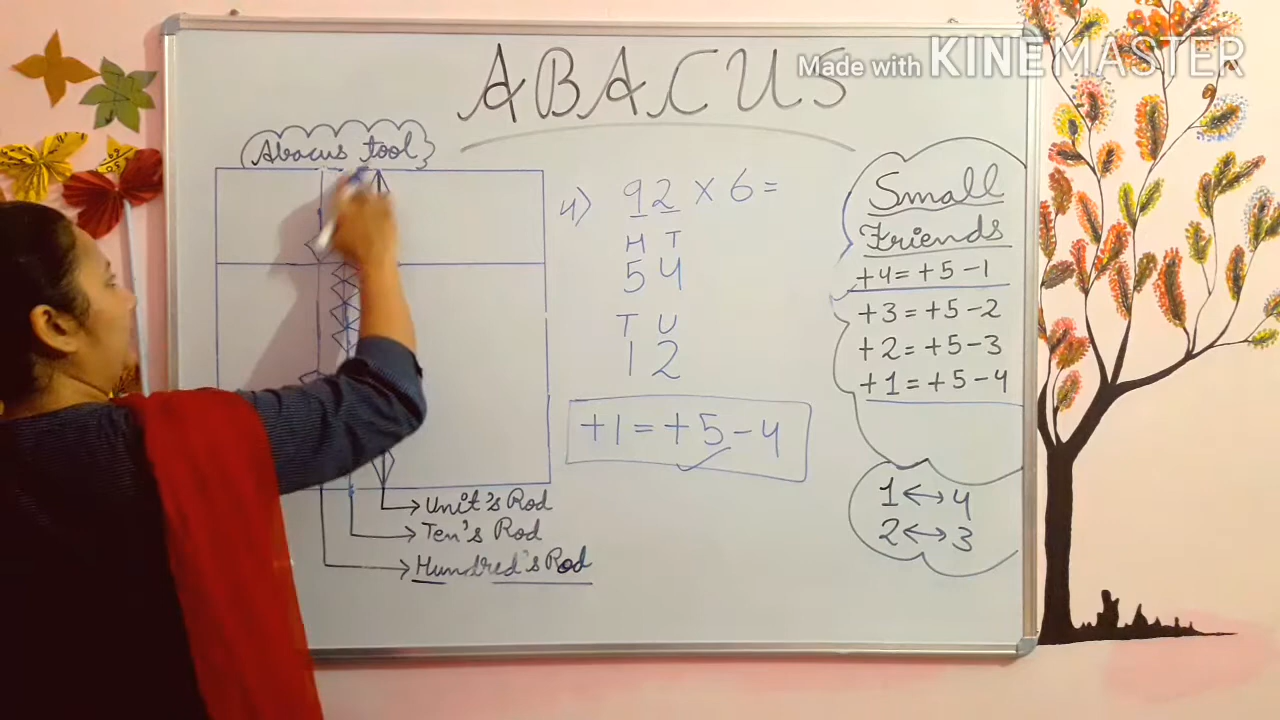 ABACUS
Made with KINEMASTER
Abacus tool
4) 92 × 6 =
H T
5 4
T U
1 2
+1 = +5 - 4
Unit's Rod
Ten's Rod
Hundred's Rod
Small
Friends
+4 = +5 - 1
+3 = +5 - 2
+2 = +5 - 3
+1 = +5 - 4
1 ↔ 4
2 ↔ 3